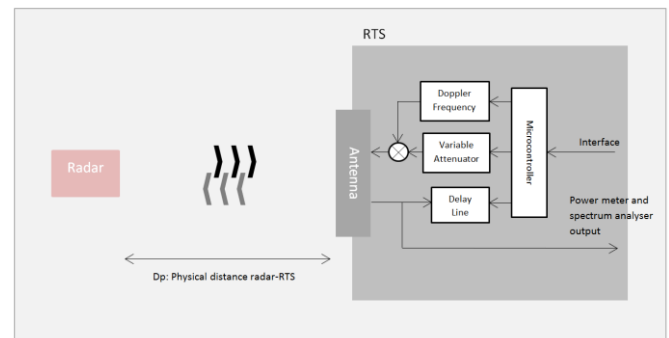 RTS
Radar
Antenna
Doppler
Frequency
Variable
Attenuator
Delay
Line
Microcontroller
Interface
Power meter and
spectrum analyser
output
Dp: Physical distance radar-RTS